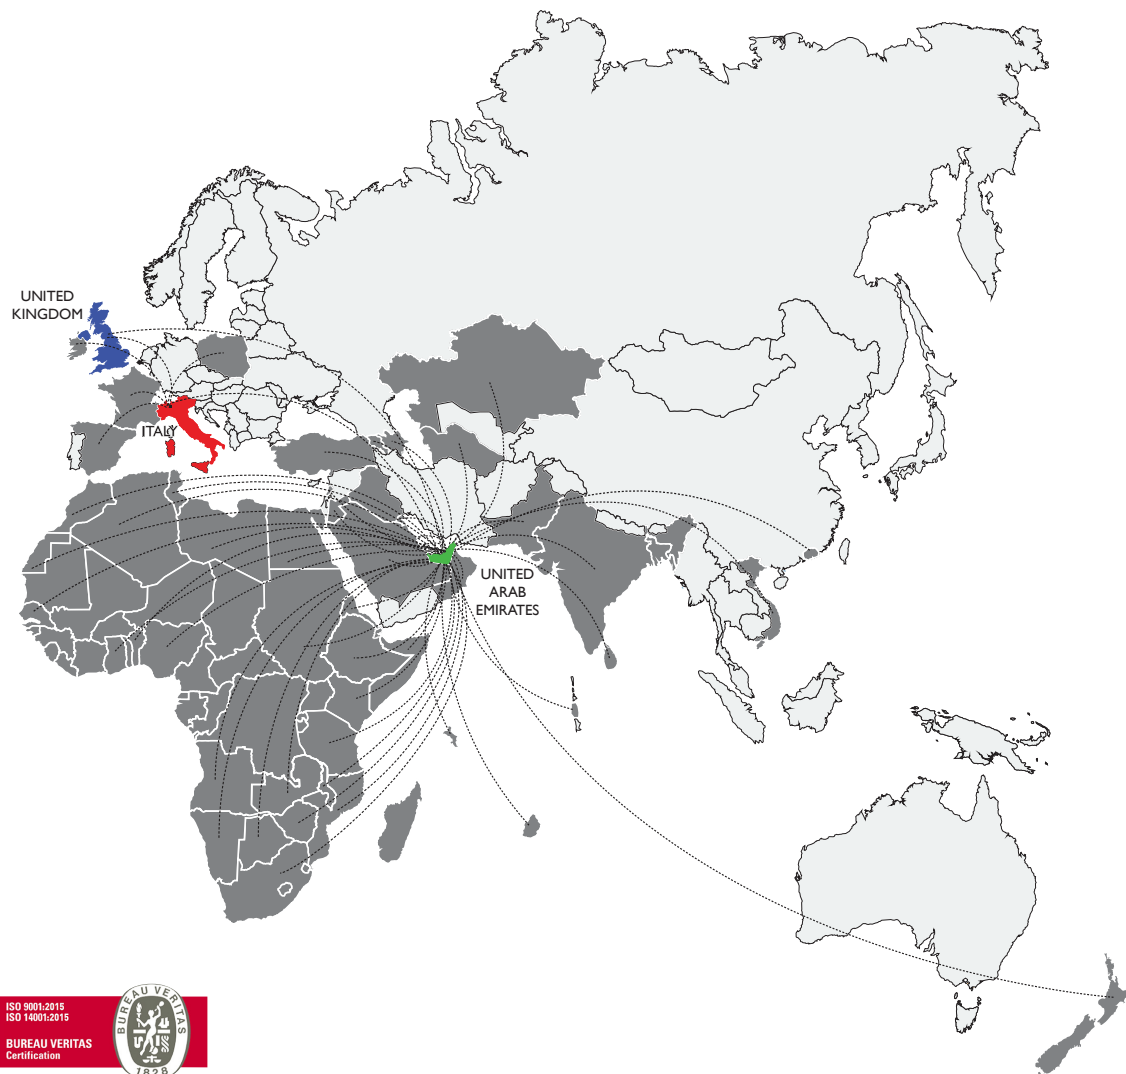 UNITED
KINGDOM
ITALY
UNITED
ARAB
EMIRATES
ISO 9001:2015
ISO 14001:2015
BUREAU VERITAS
Certification
BUREAU VERITAS
1828